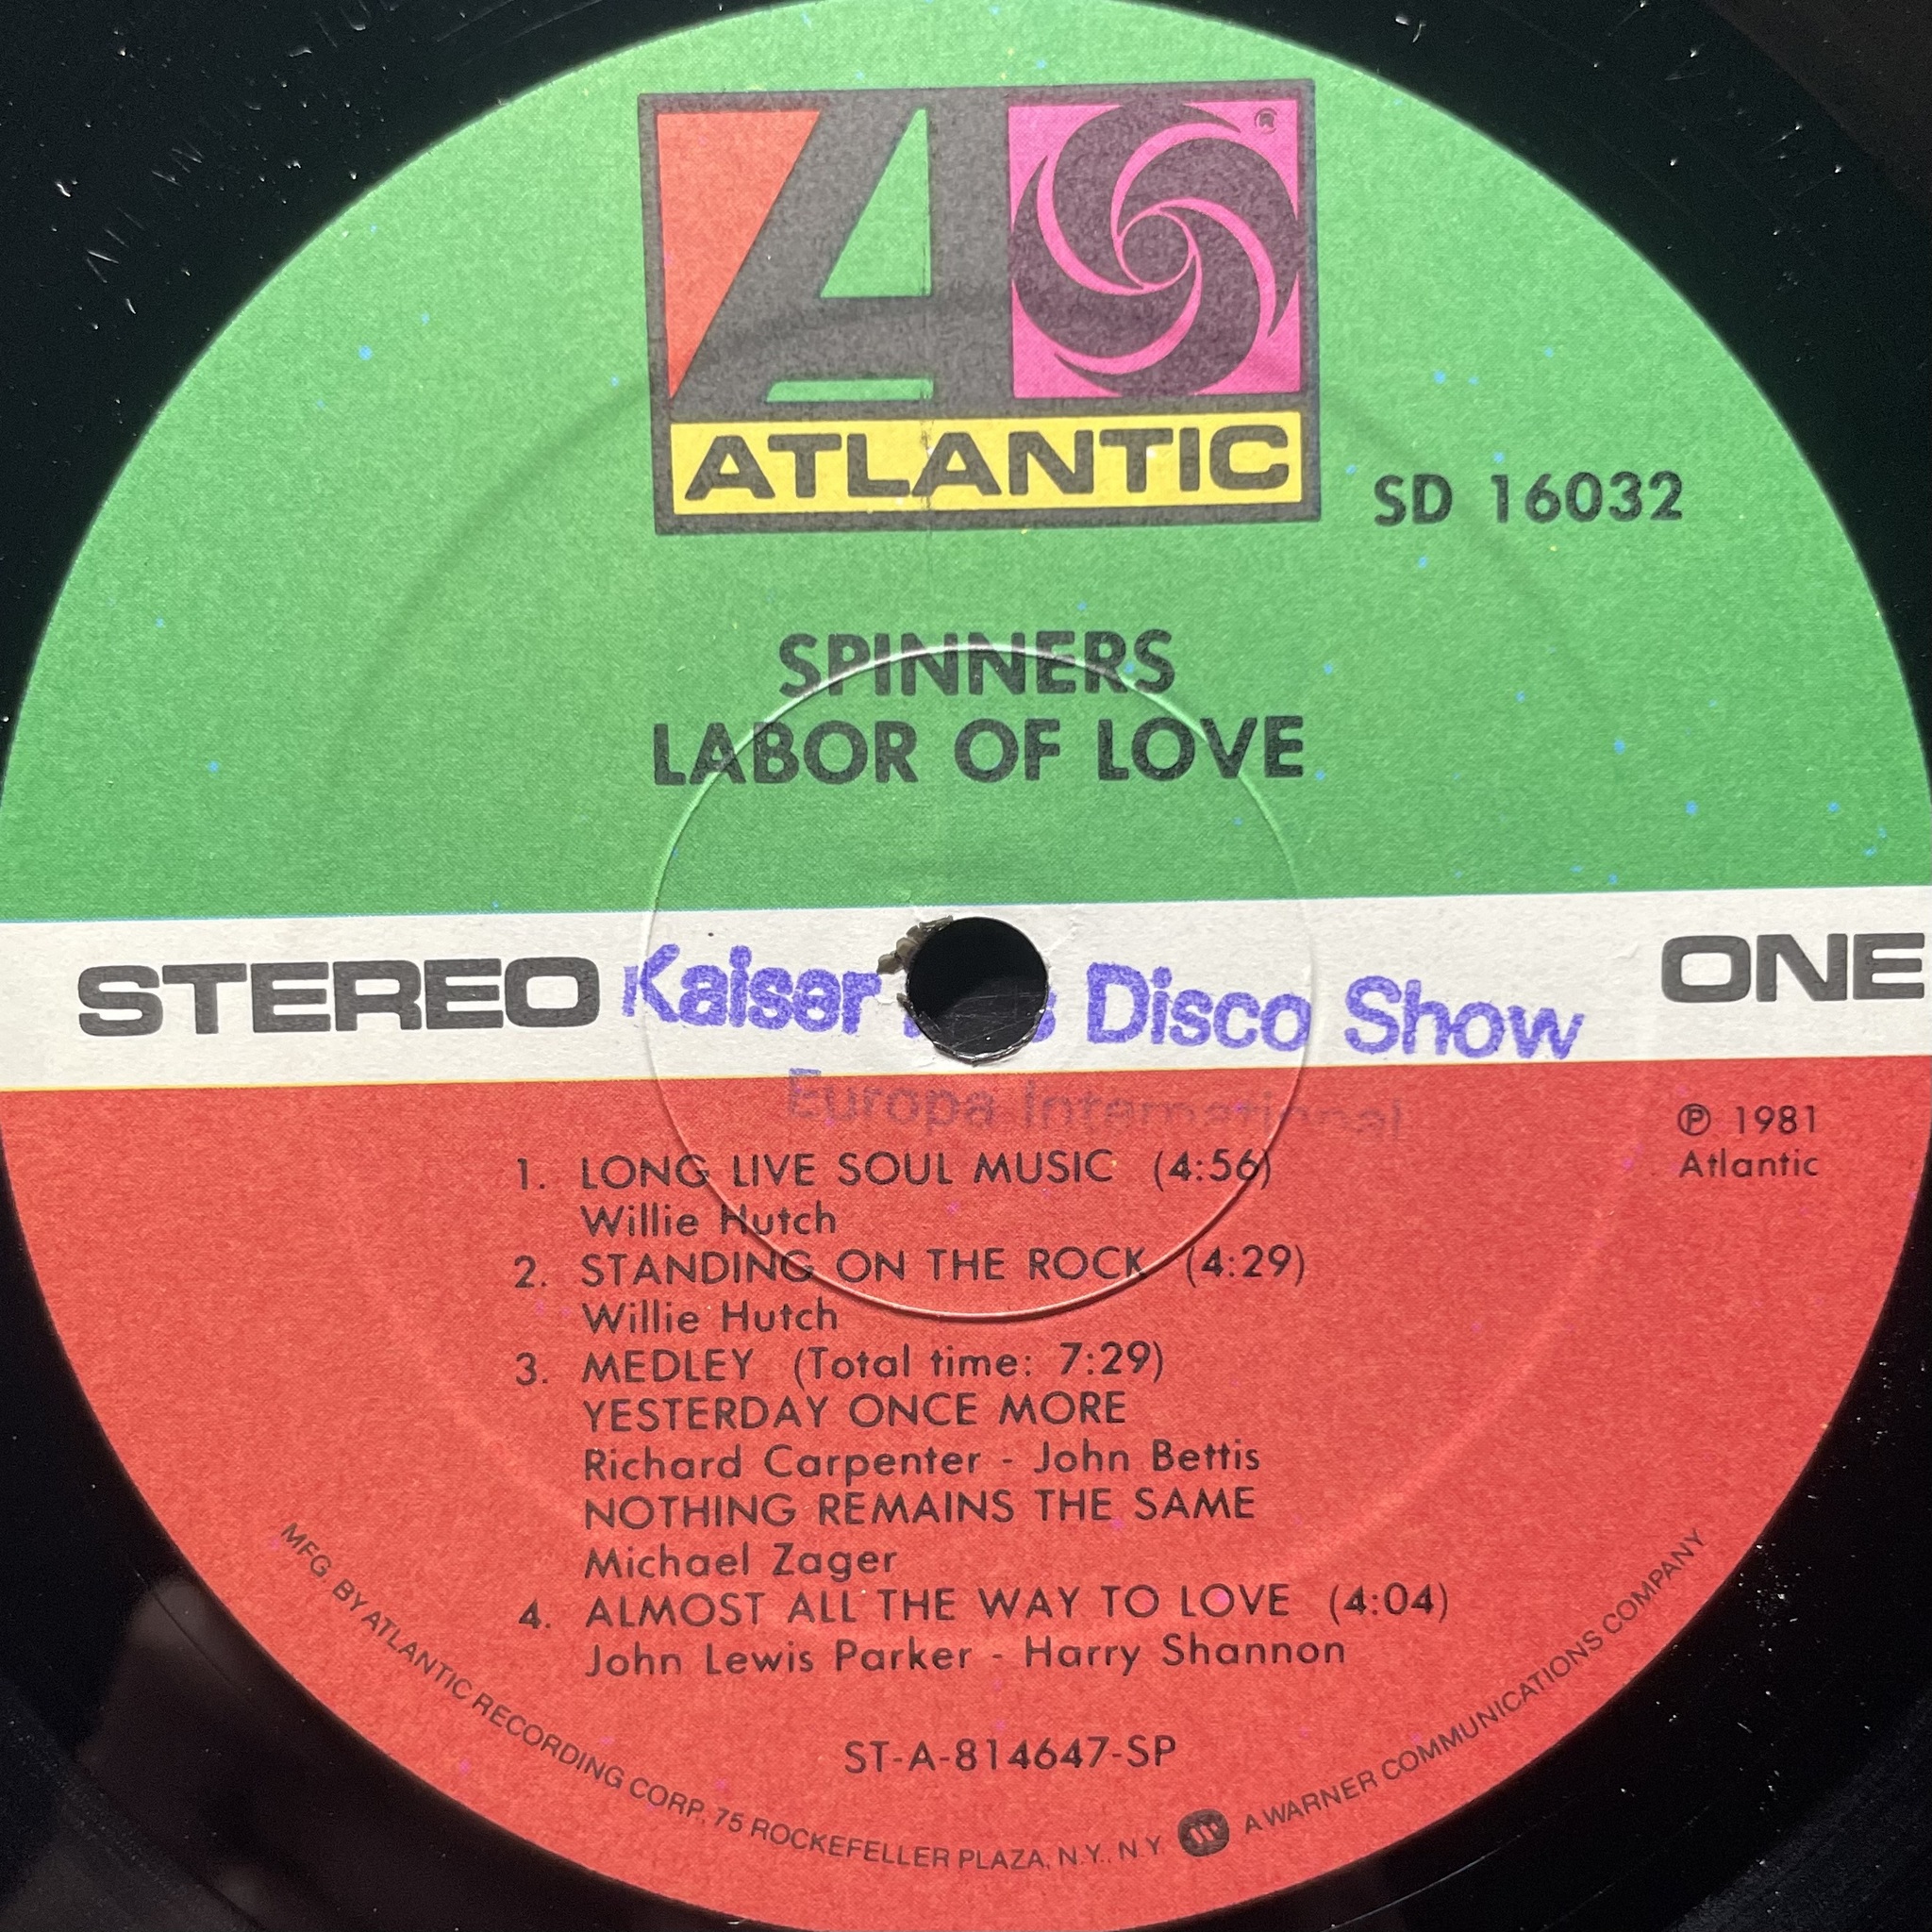 ATLANTIC
SD 16032
SPINNERS
LABOR OF LOVE
STEREO
Kaiser Disco Show
ONE
Europa International
℗ 1981
Atlantic
1. LONG LIVE SOUL MUSIC (4:56)
Willie Hutch
2. STANDING ON THE ROCK (4:29)
Willie Hutch
3. MEDLEY (Total time: 7:29)
YESTERDAY ONCE MORE
Richard Carpenter - John Bettis
NOTHING REMAINS THE SAME
Michael Zager
4. ALMOST ALL THE WAY TO LOVE (4:04)
John Lewis Parker - Harry Shannon
ST-A-814647-SP
MFG. BY ATLANTIC RECORDING CORP., 75 ROCKEFELLER PLAZA, N.Y., N.Y. A WARNER COMMUNICATIONS COMPANY